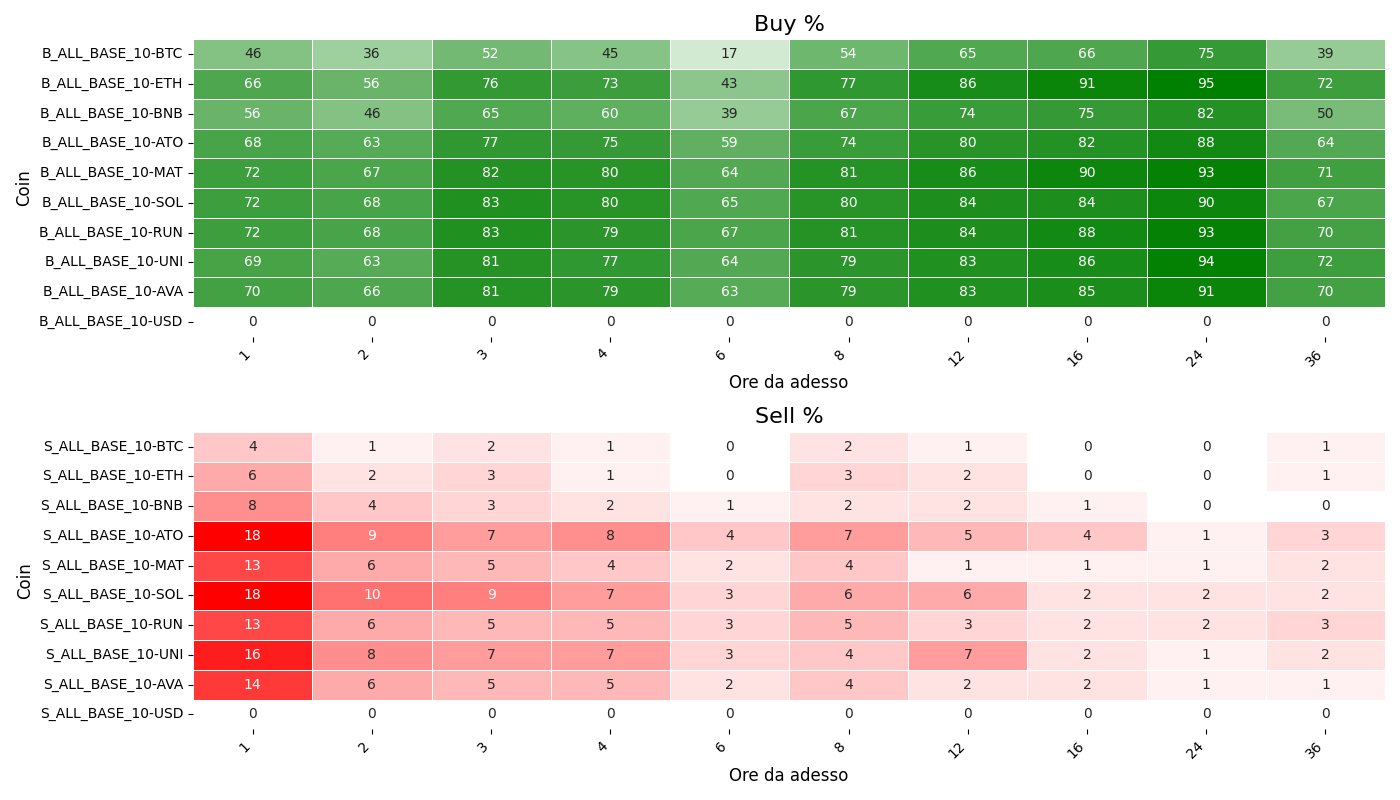 Buy %
Coin
B_ALL_BASE_10-BTC 46 36 52 45 17 54 65 66 75 39
B_ALL_BASE_10-ETH 66 56 76 73 43 77 86 91 95 72
B_ALL_BASE_10-BNB 56 46 65 60 39 67 74 75 82 50
B_ALL_BASE_10-ATO 68 63 77 75 59 74 80 82 88 64
B_ALL_BASE_10-MAT 72 67 82 80 64 81 86 90 93 71
B_ALL_BASE_10-SOL 72 68 83 80 65 80 84 84 90 67
B_ALL_BASE_10-RUN 72 68 83 79 67 81 84 88 93 70
B_ALL_BASE_10-UNI 69 63 81 77 64 79 83 86 94 72
B_ALL_BASE_10-AVA 70 66 81 79 63 79 83 85 91 70
B_ALL_BASE_10-USD 0 0 0 0 0 0 0 0 0 0
1 2 3 4 6 8 12 16 24 36
Ore da adesso
Sell %
Coin
S_ALL_BASE_10-BTC 4 1 2 1 0 2 1 0 0 1
S_ALL_BASE_10-ETH 6 2 3 1 0 3 2 0 0 1
S_ALL_BASE_10-BNB 8 4 3 2 1 2 2 1 0 0
S_ALL_BASE_10-ATO 18 9 7 8 4 7 5 4 1 3
S_ALL_BASE_10-MAT 13 6 5 4 2 4 1 1 1 2
S_ALL_BASE_10-SOL 18 10 9 7 3 6 6 2 2 2
S_ALL_BASE_10-RUN 13 6 5 5 3 5 3 2 2 3
S_ALL_BASE_10-UNI 16 8 7 7 3 4 7 2 1 2
S_ALL_BASE_10-AVA 14 6 5 5 2 4 2 2 1 1
S_ALL_BASE_10-USD 0 0 0 0 0 0 0 0 0 0
1 2 3 4 6 8 12 16 24 36
Ore da adesso